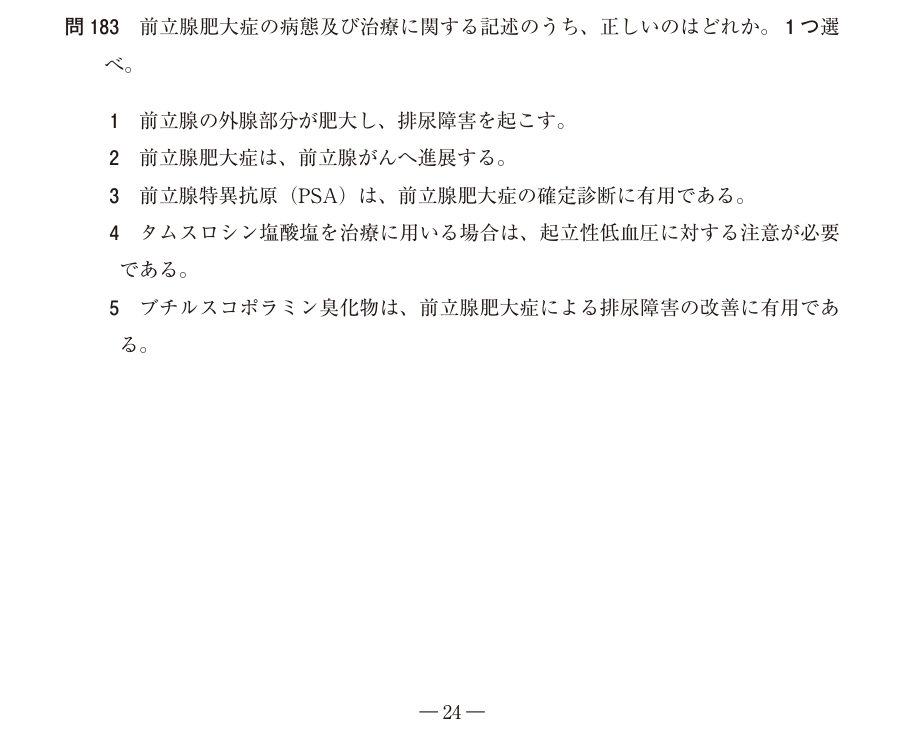 問 183　前立腺肥大症の病態及び治療に関する記述のうち、正しいのはどれか。1つ選
べ。
1　前立腺の外腺部分が肥大し、排尿障害を起こす。
2　前立腺肥大症は、前立腺がんへ進展する。
3　前立腺特異抗原（PSA）は、前立腺肥大症の確定診断に有用である。
4　タムスロシン塩酸塩を治療に用いる場合は、起立性低血圧に対する注意が必要
である。
5　ブチルスコポラミン臭化物は、前立腺肥大症による排尿障害の改善に有用であ
る。
― 24 ―